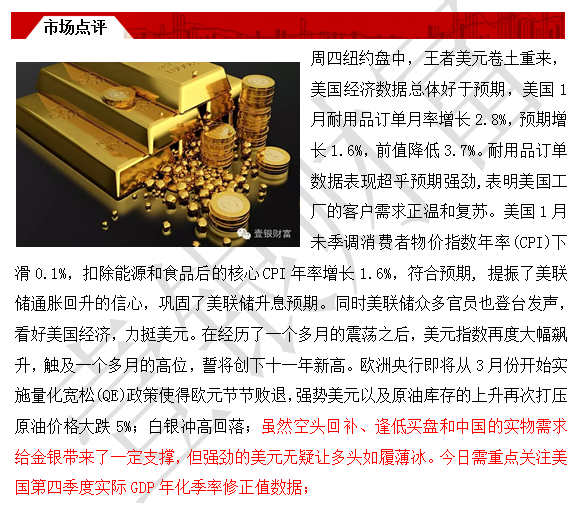 市场点评
周四纽约盘中，王者美元卷土重来，
美国经济数据总体好于预期，美国1
月耐用品订单月率增长2.8%，预期增
长1.6%，前值降低3.7%。耐用品订单
数据表现超乎预期强劲,表明美国工
厂的客户需求正温和复苏。美国1月
未季调消费者物价指数年率(CPI)下
滑0.1%，扣除能源和食品后的核心CPI年率增长1.6%，符合预期, 提振了美联
储通胀回升的信心，巩固了美联储升息预期。同时美联储众多官员也登台发声，
看好美国经济，力挺美元。在经历了一个多月的震荡之后，美元指数再度大幅飙
升，触及一个多月的高位，誓将创下十一年新高。欧洲央行即将从3月份开始实
施量化宽松(QE)政策使得欧元节节败退,强势美元以及原油库存的上升再次打压
原油价格大跌5%；白银冲高回落；虽然空头回补、逢低买盘和中国的实物需求
给金银带来了一定支撑，但强劲的美元无疑让多头如履薄冰。今日需重点关注美
国第四季度实际GDP年化季率修正值数据；
壹银财富
壹银财富